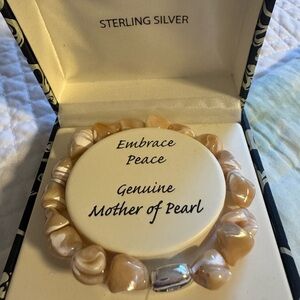 STERLING SILVER
Embrace
Peace
Genuine
Mother of Pearl